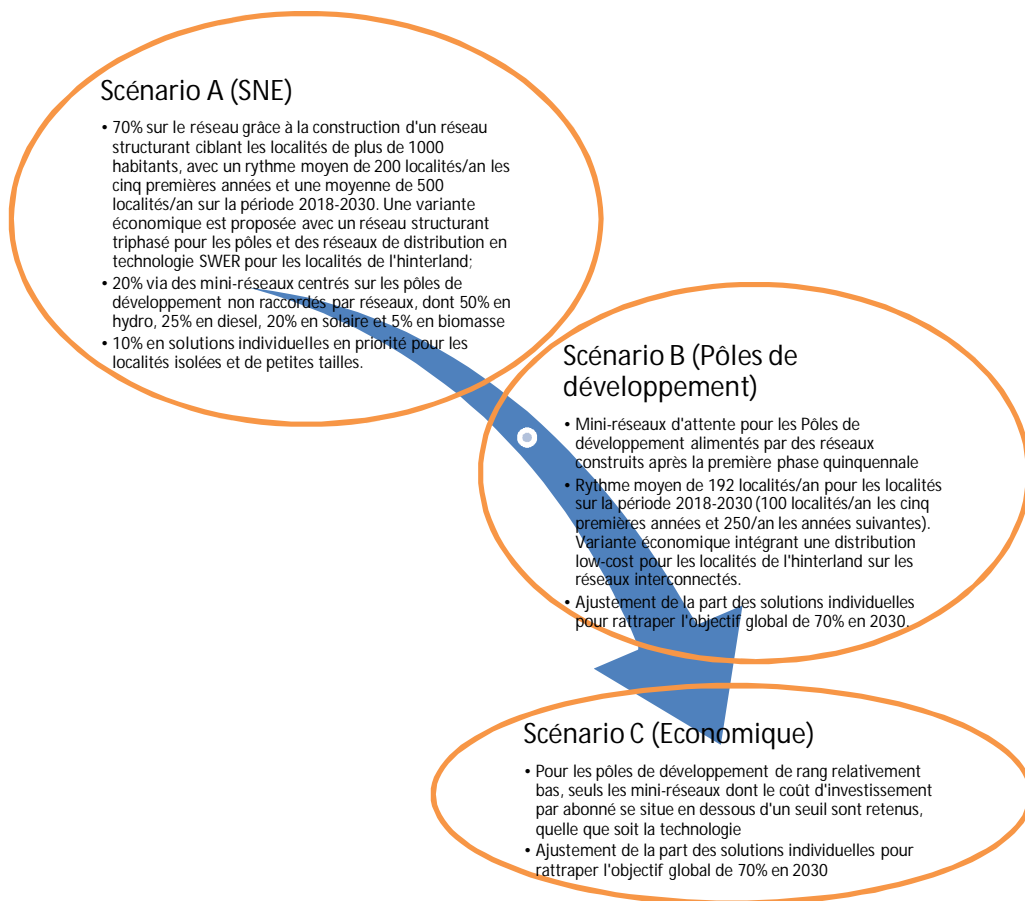 Scénario A (SNE)
• 70% sur le réseau grâce à la construction d'un réseau
structurant ciblant les localités de plus de 1000
habitants, avec un rythme moyen de 200 localités/an les
cinq premières années et une moyenne de 500
localités/an sur la période 2018-2030. Une variante
économique est proposée avec un réseau structurant
triphasé pour les pôles et des réseaux de distribution en
technologie SWER pour les localités de l'hinterland;
• 20% via des mini-réseaux centrés sur les pôles de
développement non raccordés par réseaux, dont 50% en
hydro, 25% en diesel, 20% en solaire et 5% en biomasse
• 10% en solutions individuelles en priorité pour les
localités isolées et de petites tailles.
Scénario B (Pôles de
développement)
• Mini-réseaux d'attente pour les Pôles de
développement alimentés par des réseaux
construits après la première phase quinquennale
• Rythme moyen de 192 localités/an pour les localités
sur la période 2018-2030 (100 localités/an les cinq
premières années et 250/an les années suivantes).
Variante économique intégrant une distribution
low-cost pour les localités de l'hinterland sur les
réseaux interconnectés.
• Ajustement de la part des solutions individuelles
pour rattraper l'objectif global de 70% en 2030.
Scénario C (Economique)
• Pour les pôles de développement de rang relativement
bas, seuls les mini-réseaux dont le coût d'investissement
par abonné se situe en dessous d'un seuil sont retenus,
quelle que soit la technologie
• Ajustement de la part des solutions individuelles pour
rattraper l'objectif global de 70% en 2030